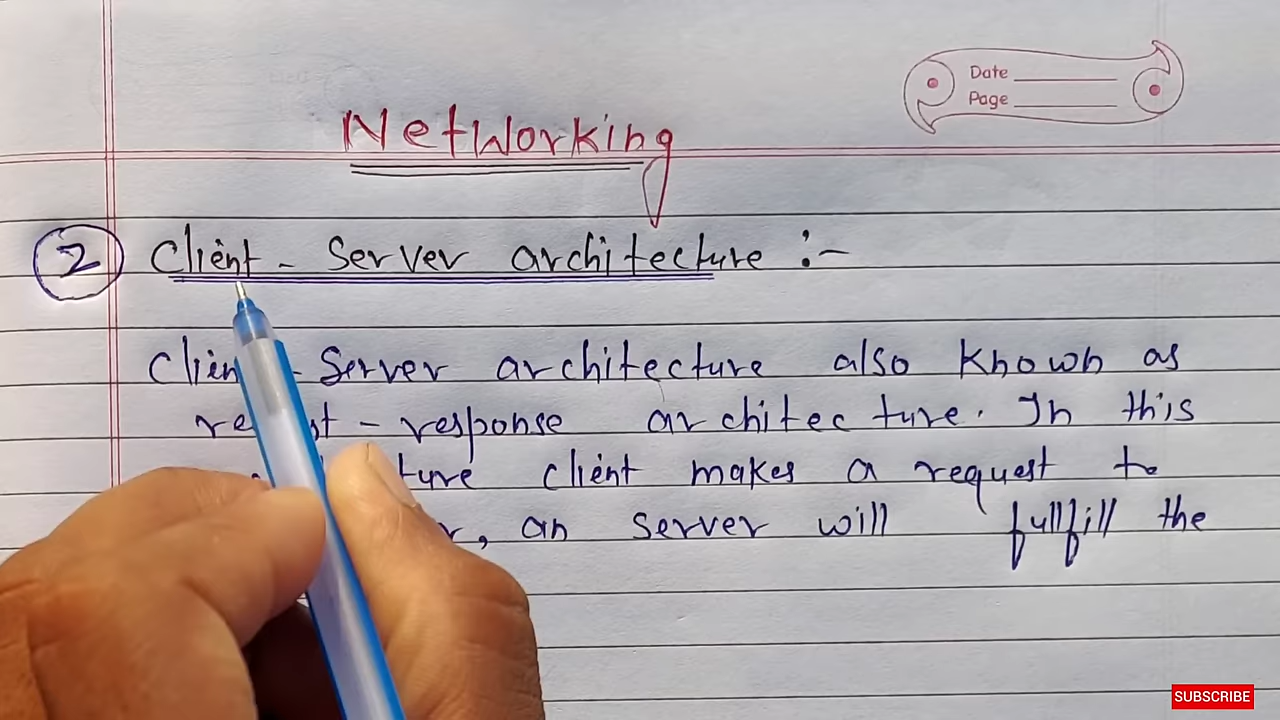 Date
Page
Networking
2 Client - Server architecture :-
Client - Server architecture also known as
- response architecture. In this
client makes a request to
, an server will fullfill the
SUBSCRIBE